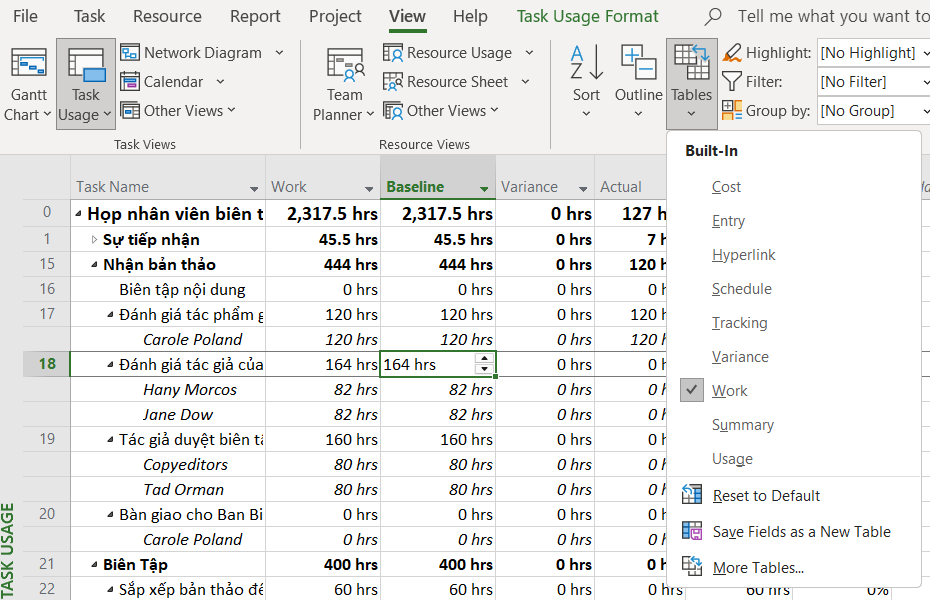 File Task Resource Report Project View Help Task Usage Format Tell me what you want to
Gantt Chart
Task Usage
Network Diagram
Calendar
Other Views
Task Views
Team Planner
Resource Usage
Resource Sheet
Other Views
Resource Views
Sort
Outline
Tables
Highlight: [No Highlight]
Filter: [No Filter]
Group by: [No Group]
Built-In
Cost
Entry
Hyperlink
Schedule
Tracking
Variance
Work
Summary
Usage
Reset to Default
Save Fields as a New Table
More Tables...
Task Name Work Baseline Variance Actual
0 Họp nhân viên biên t 2,317.5 hrs 2,317.5 hrs 0 hrs 127 h
1 Sự tiếp nhận 45.5 hrs 45.5 hrs 0 hrs 7 h
15 Nhận bản thảo 444 hrs 444 hrs 0 hrs 120 h
16 Biên tập nội dung 0 hrs 0 hrs 0 hrs 0 h
17 Đánh giá tác phẩm g 120 hrs 120 hrs 0 hrs 120 h
Carole Poland 120 hrs 120 hrs 0 hrs 120 h
18 Đánh giá tác giả của 164 hrs 164 hrs 0 hrs 0 h
Hany Morcos 82 hrs 82 hrs 0 hrs 0 h
Jane Dow 82 hrs 82 hrs 0 hrs 0 h
19 Tác giả duyệt biên tậ 160 hrs 160 hrs 0 hrs 0 h
Copyeditors 80 hrs 80 hrs 0 hrs 0 h
Tad Orman 80 hrs 80 hrs 0 hrs 0 h
20 Bàn giao cho Ban Bi 0 hrs 0 hrs 0 hrs 0 h
Carole Poland 0 hrs 0 hrs 0 hrs 0 h
21 Biên Tập 400 hrs 400 hrs 0 hrs 0 h
22 Sắp xếp bản thảo để 60 hrs 60 hrs 0 hrs 0 hrs 60 hrs 0%
TASK USAGE